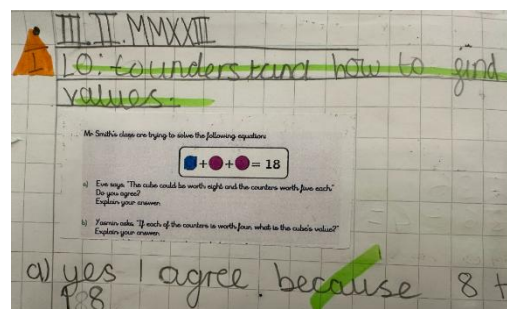 III.II.MMXXIII
1 LO: to understand how to find
values.
Mr Smith's class are trying to solve the following equation:
+ + = 18
a) Eve says "The cube could be worth eight and the counters worth five each."
Do you agree?
Explain your answer.
b) Yasmin asks "If each of the counters is worth four, what is the cube's value?"
Explain your answer.
a) yes I agree. because 8 +